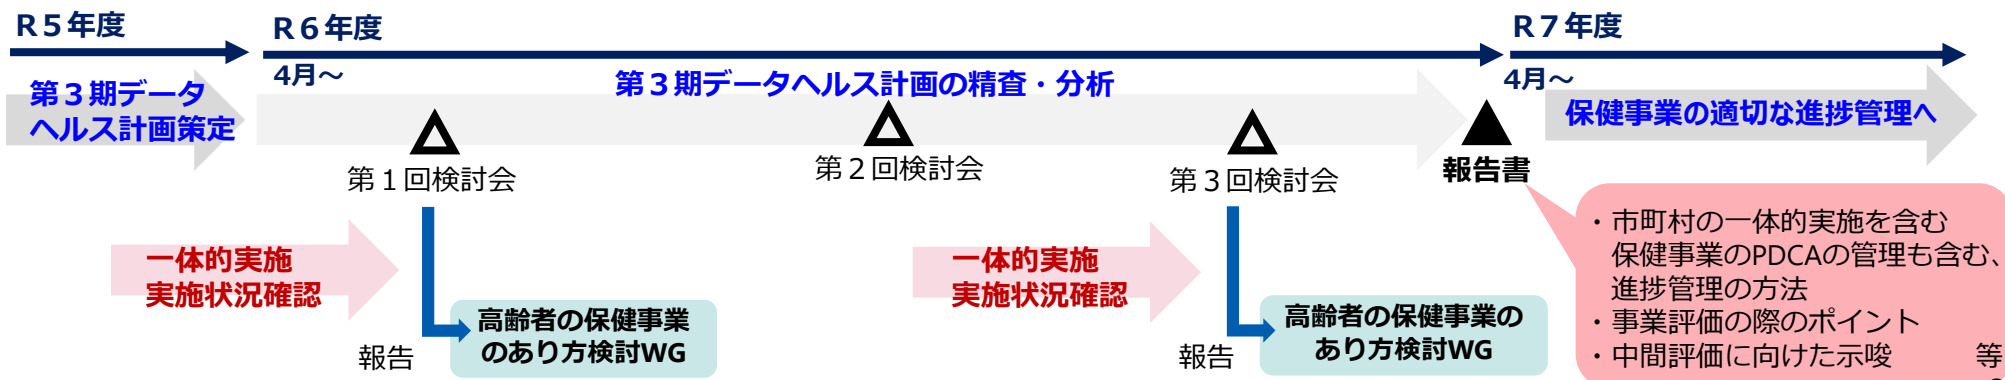 R５年度
R６年度
R７年度
4月～
4月～
第３期データ
ヘルス計画策定
第３期データヘルス計画の精査・分析
保健事業の適切な進捗管理へ
第１回検討会
第２回検討会
第３回検討会
報告書
一体的実施
実施状況確認
一体的実施
実施状況確認
報告
高齢者の保健事業
のあり方検討WG
報告
高齢者の保健事業の
あり方検討WG
・市町村の一体的実施を含む
保健事業のPDCAの管理も含む、
進捗管理の方法
・事業評価の際のポイント
・中間評価に向けた示唆　　等